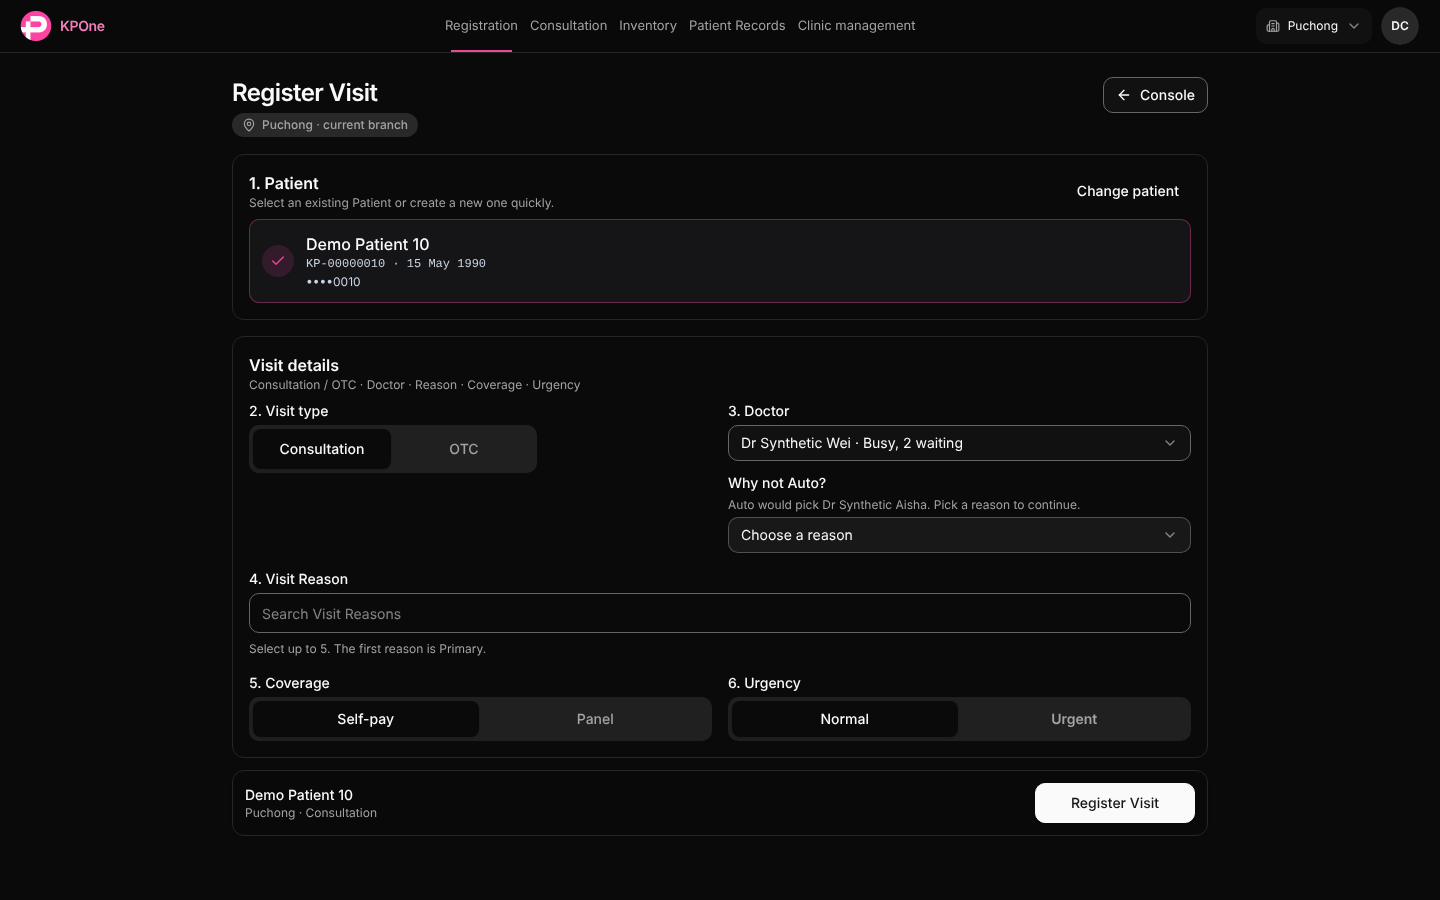 KPOne
Registration Consultation Inventory Patient Records Clinic management
Puchong
DC
Register Visit
Puchong · current branch
Console
1. Patient
Select an existing Patient or create a new one quickly.
Change patient
Demo Patient 10
KP-00000010 · 15 May 1990
••••0010
Visit details
Consultation / OTC · Doctor · Reason · Coverage · Urgency
2. Visit type
Consultation OTC
3. Doctor
Dr Synthetic Wei · Busy, 2 waiting
Why not Auto?
Auto would pick Dr Synthetic Aisha. Pick a reason to continue.
Choose a reason
4. Visit Reason
Search Visit Reasons
Select up to 5. The first reason is Primary.
5. Coverage
Self-pay Panel
6. Urgency
Normal Urgent
Demo Patient 10
Puchong · Consultation
Register Visit